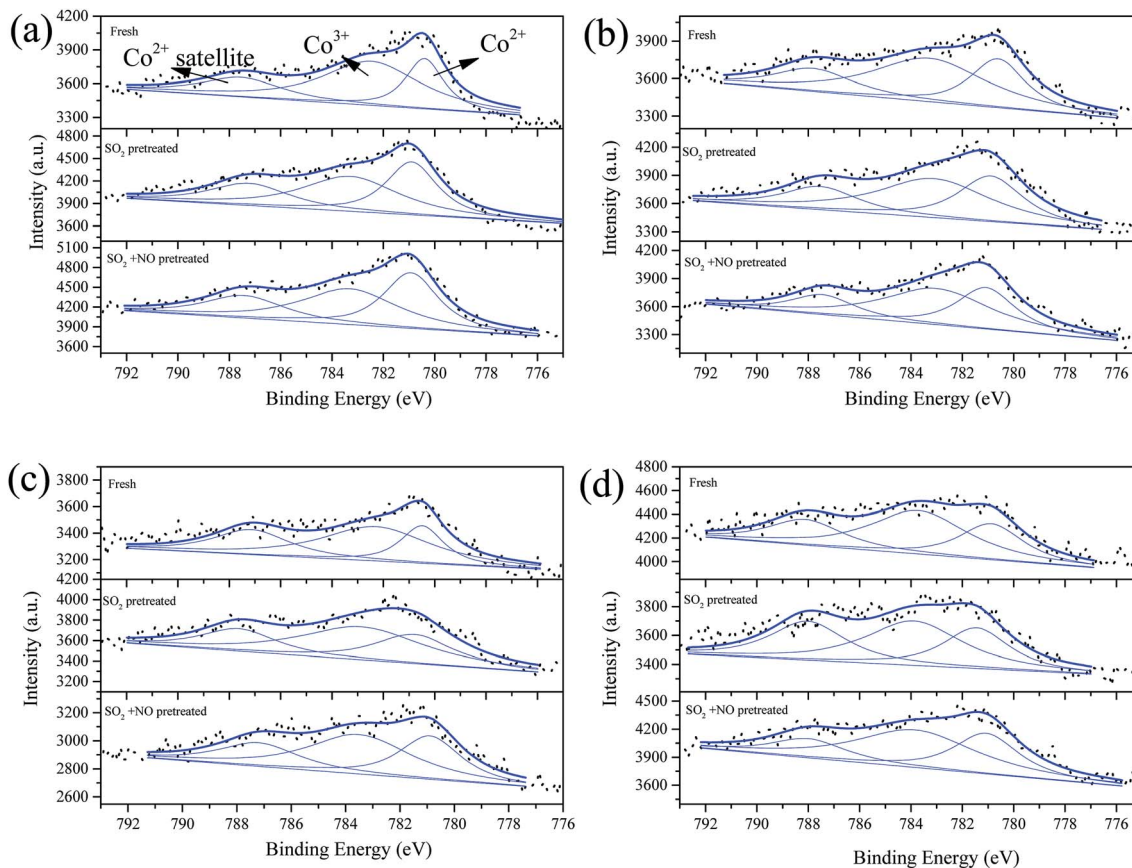 (a)
Fresh
Co²⁺ satellite
Co³⁺
Co²⁺
4200
3900
3600
3300
SO₂ pretreated
4800
4500
4200
3900
3600
SO₂ +NO pretreated
5100
4800
4500
4200
3900
3600
Intensity (a.u.)
792 790 788 786 784 782 780 778 776
Binding Energy (eV)
(b)
Fresh
3900
3600
3300
SO₂ pretreated
4200
3900
3600
3300
SO₂ +NO pretreated
4200
3900
3600
3300
Intensity (a.u.)
792 790 788 786 784 782 780 778 776
Binding Energy (eV)
(c)
Fresh
3800
3600
3400
3200
4200
SO₂ pretreated
4000
3800
3600
3400
3200
SO₂ +NO pretreated
3200
3000
2800
2600
Intensity (a.u.)
792 790 788 786 784 782 780 778 776
Binding Energy (eV)
(d)
Fresh
4800
4600
4400
4200
4000
SO₂ pretreated
3800
3600
3400
SO₂ +NO pretreated
4500
4200
3900
3600
Intensity (a.u.)
792 790 788 786 784 782 780 778 776
Binding Energy (eV)